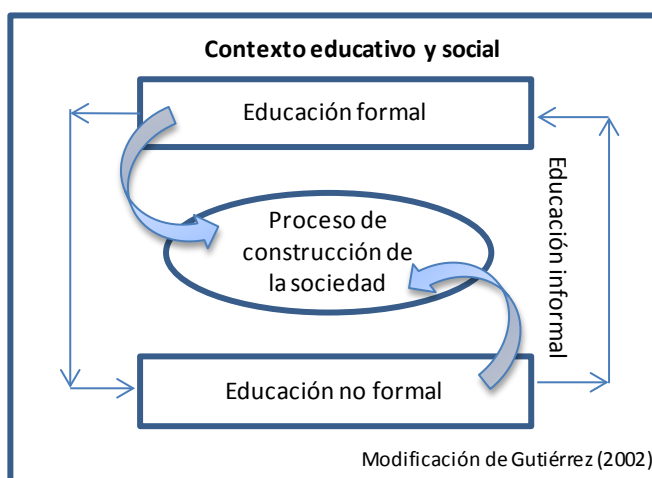 Contexto educativo y social
Educación formal
Proceso de
construcción de
la sociedad
Educación informal
Educación no formal
Modificación de Gutiérrez (2002)